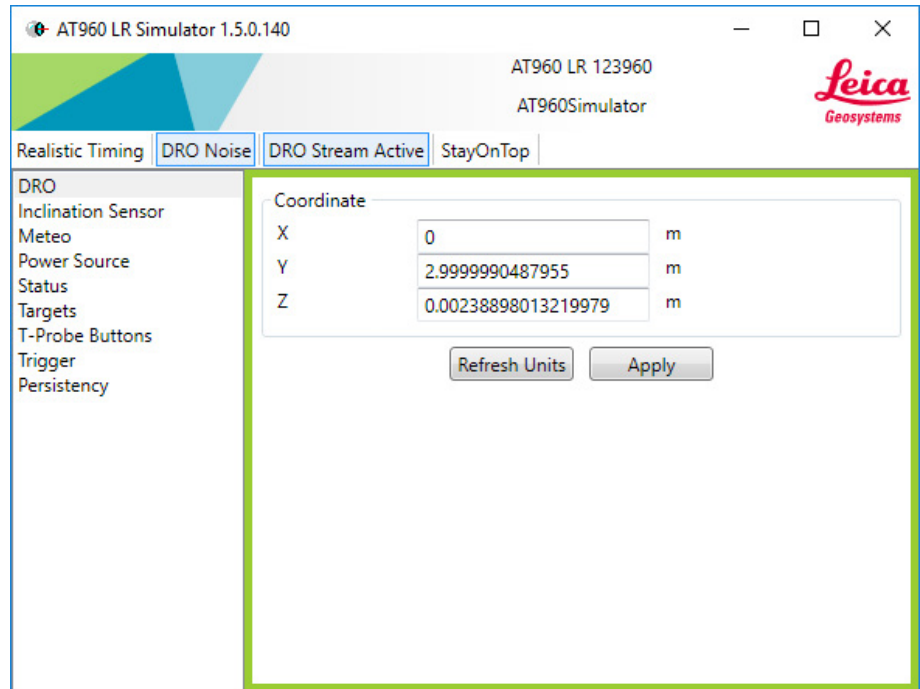 AT960 LR Simulator 1.5.0.140
AT960 LR 123960
AT960Simulator
Leica
Geosystems
Realistic Timing DRO Noise DRO Stream Active StayOnTop
DRO
Inclination Sensor
Meteo
Power Source
Status
Targets
T-Probe Buttons
Trigger
Persistency
Coordinate
X 0 m
Y 2.9999990487955 m
Z 0.00238898013219979 m
Refresh Units Apply